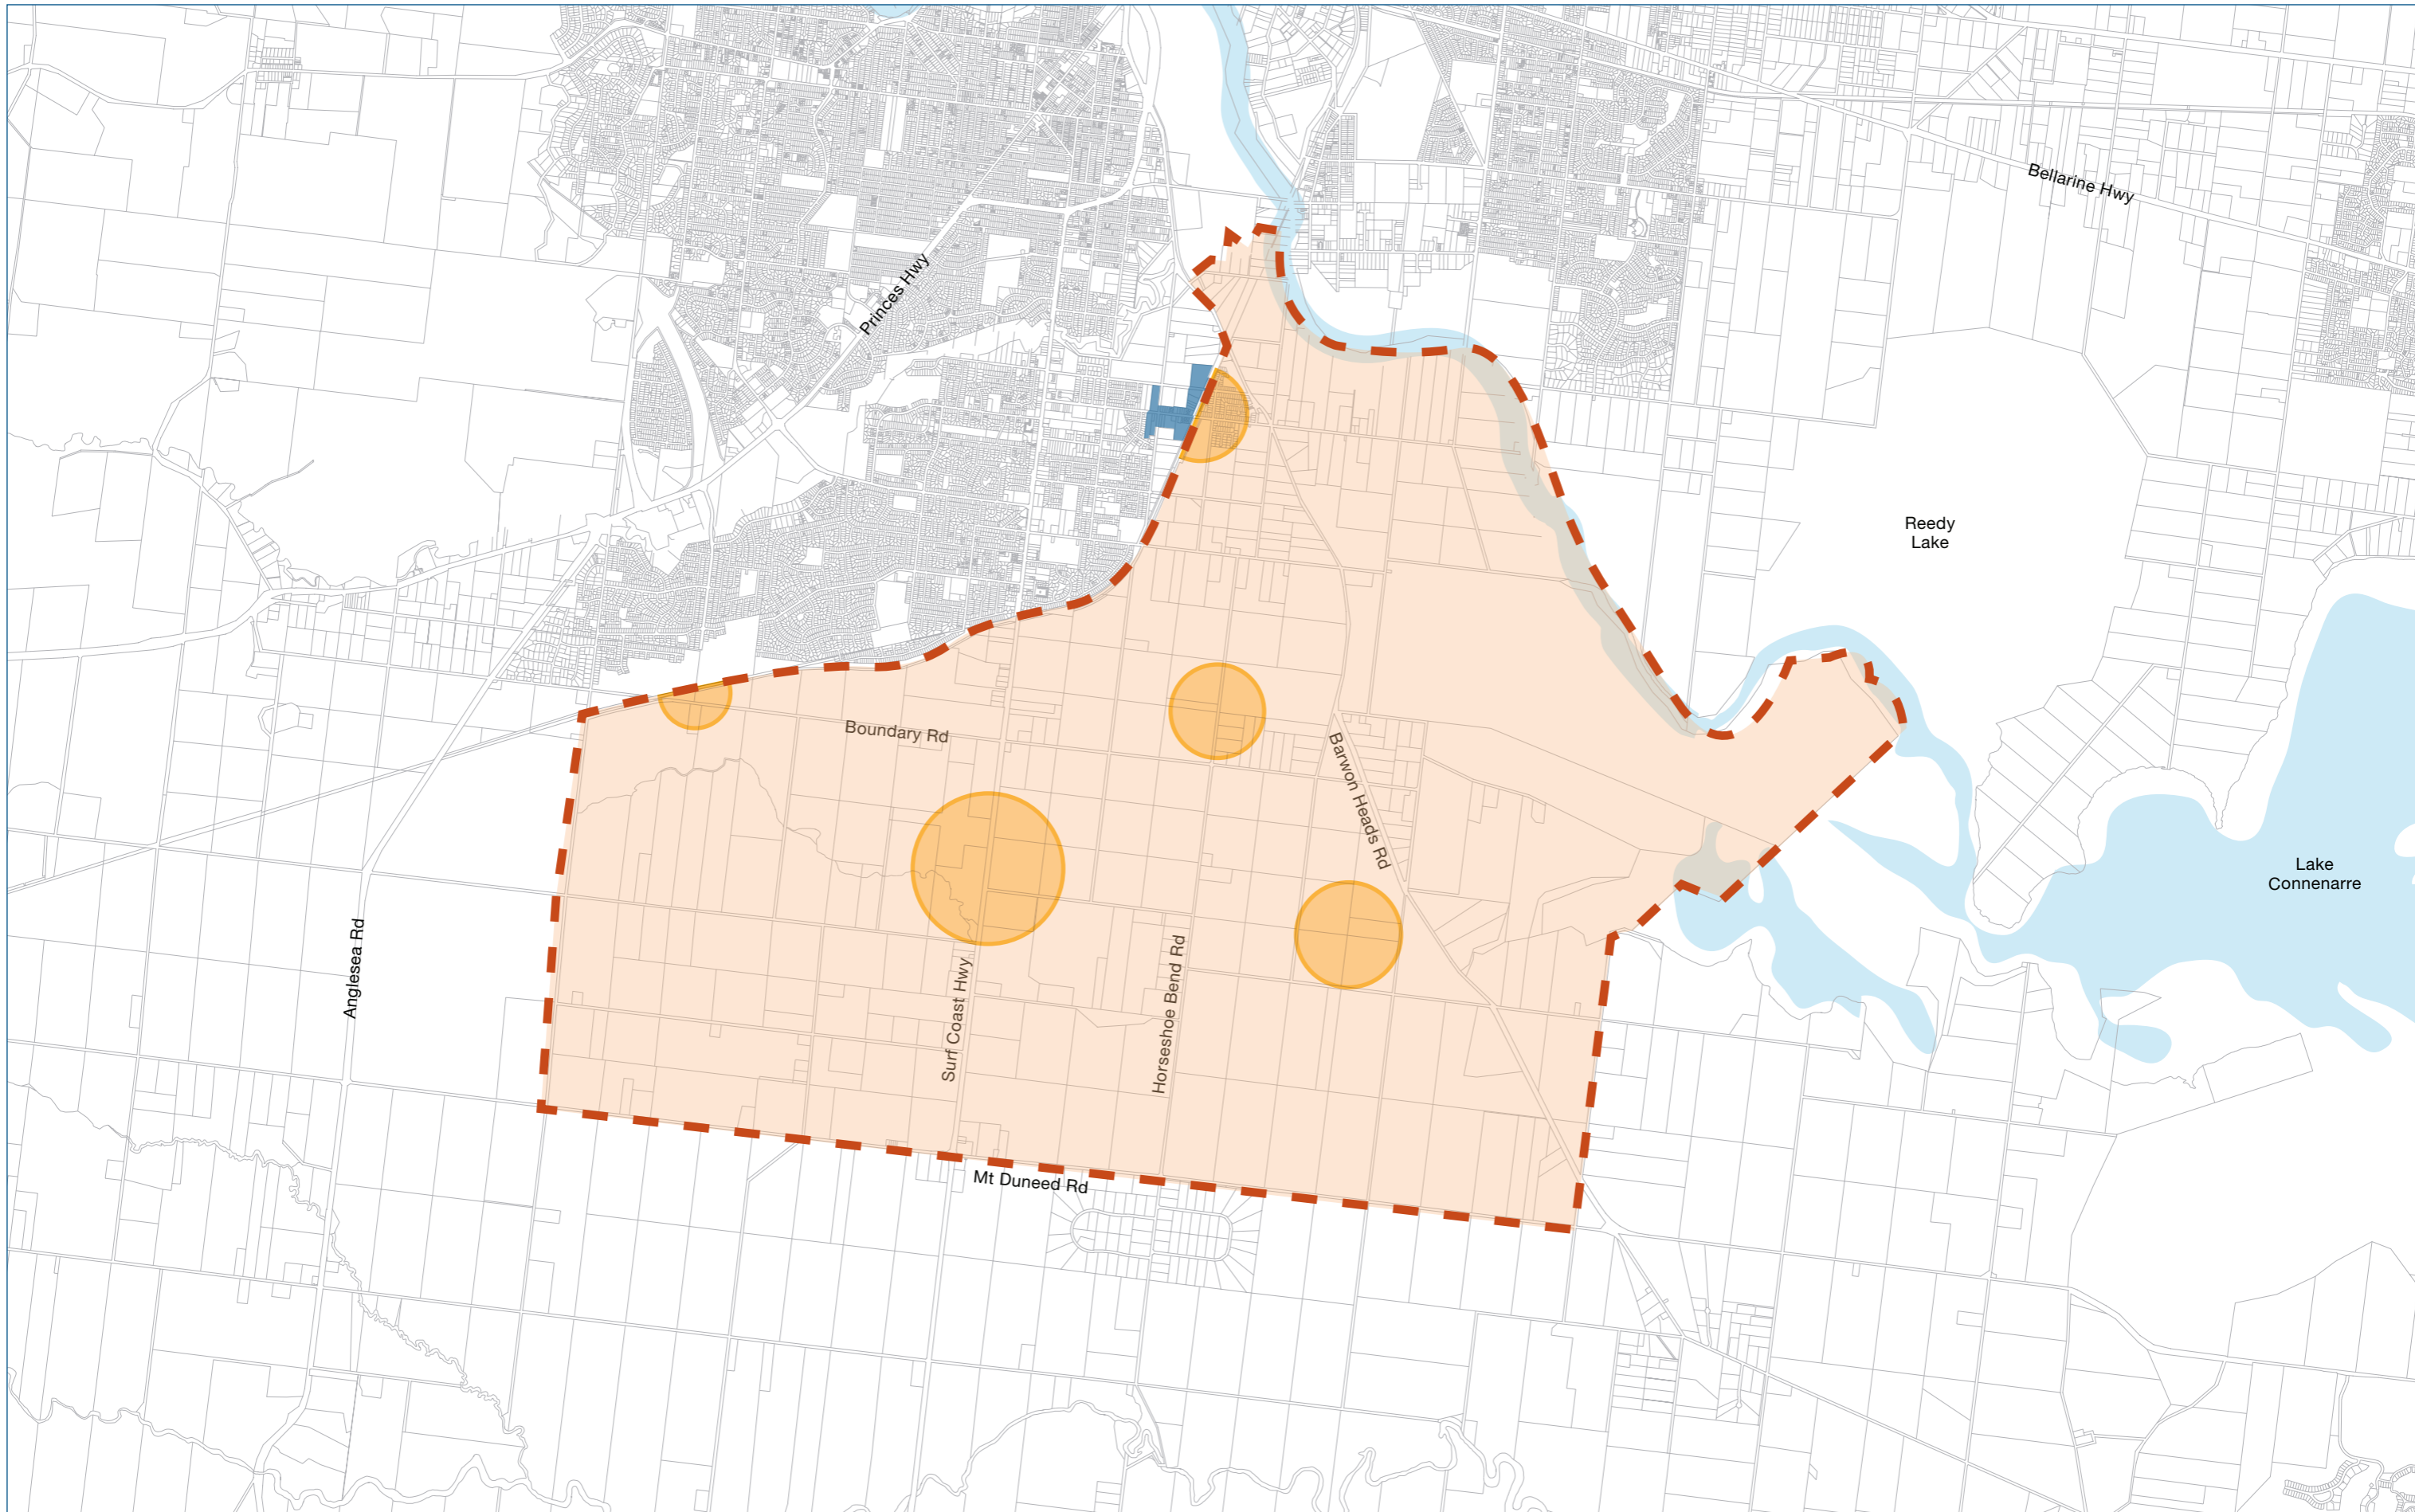 Bellarine Hwy
Princes Hwy
Reedy
Lake
Boundary Rd
Barwon Heads Rd
Lake
Connenarre
Anglesea Rd
Surf Coast Hwy
Horseshoe Bend Rd
Mt Duneed Rd